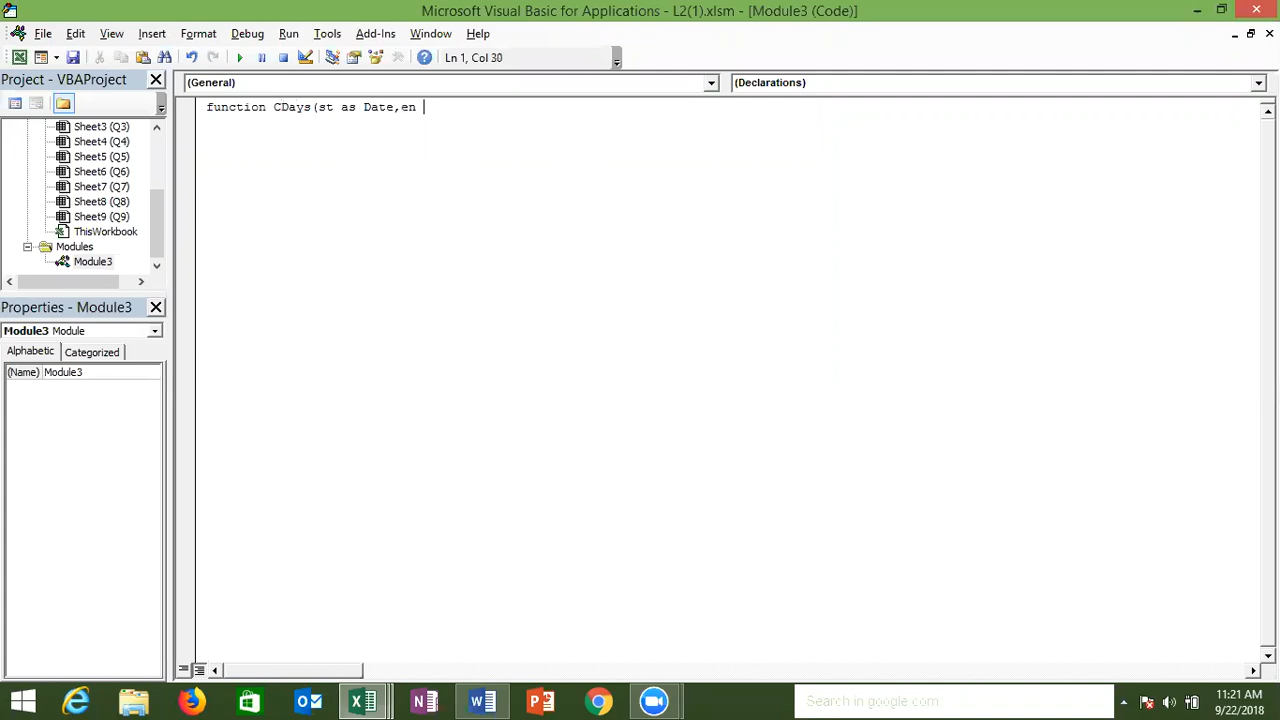 Microsoft Visual Basic for Applications - L2(1).xlsm - [Module3 (Code)]
File Edit View Insert Format Debug Run Tools Add-Ins Window Help
Ln 1, Col 30
Project - VBAProject
(General)
(Declarations)
function CDays(st as Date,en
Sheet3 (Q3)
Sheet4 (Q4)
Sheet5 (Q5)
Sheet6 (Q6)
Sheet7 (Q7)
Sheet8 (Q8)
Sheet9 (Q9)
ThisWorkbook
Modules
Module3
Properties - Module3
Module3 Module
Alphabetic Categorized
(Name) Module3
Search in google.com
11:21 AM
9/22/2018